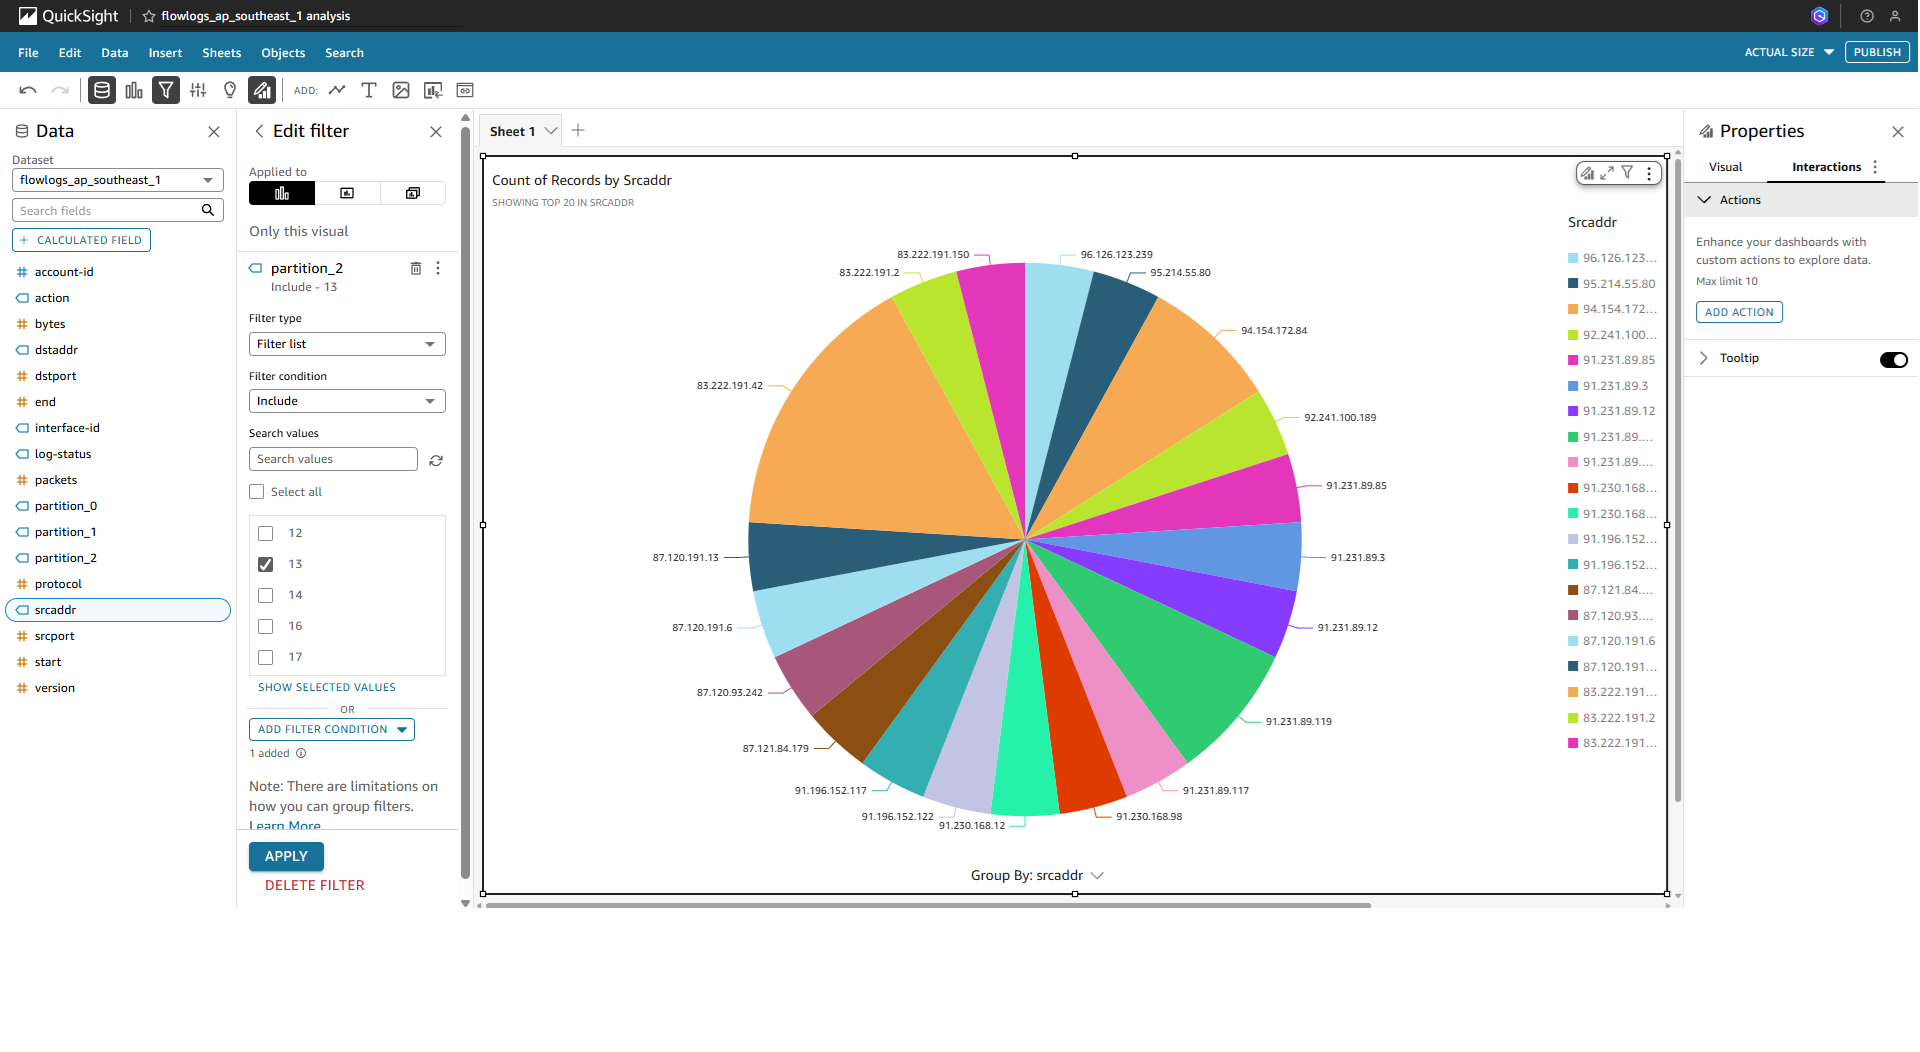 QuickSight
flowlogs_ap_southeast_1 analysis
File
Edit
Data
Insert
Sheets
Objects
Search
ACTUAL SIZE
PUBLISH
ADD:
Data
Dataset
flowlogs_ap_southeast_1
Search fields
+ CALCULATED FIELD
account-id
action
bytes
dstaddr
dstport
end
interface-id
log-status
packets
partition_0
partition_1
partition_2
protocol
srcaddr
srcport
start
version
Edit filter
Applied to
Only this visual
partition_2
Include - 13
Filter type
Filter list
Filter condition
Include
Search values
Search values
Select all
12
13
14
16
17
SHOW SELECTED VALUES
OR
ADD FILTER CONDITION
1 added
Note: There are limitations on
how you can group filters.
Learn More
APPLY
DELETE FILTER
Sheet 1
Count of Records by Srcaddr
SHOWING TOP 20 IN SRCADDR
83.222.191.150
96.126.123.239
83.222.191.2
95.214.55.80
94.154.172.84
83.222.191.42
92.241.100.189
91.231.89.85
87.120.191.13
91.231.89.3
87.120.191.6
91.231.89.12
87.120.93.242
91.231.89.119
87.121.84.179
91.196.152.117
91.231.89.117
91.196.152.122
91.230.168.12
91.230.168.98
Group By: srcaddr
Srcaddr
96.126.123...
95.214.55.80
94.154.172...
92.241.100...
91.231.89.85
91.231.89.3
91.231.89.12
91.231.89....
91.231.89....
91.230.168...
91.230.168...
91.196.152...
91.196.152...
87.121.84....
87.120.93....
87.120.191.6
87.120.191...
83.222.191...
83.222.191.2
83.222.191...
Properties
Visual
Interactions
Actions
Enhance your dashboards with
custom actions to explore data.
Max limit 10
ADD ACTION
Tooltip